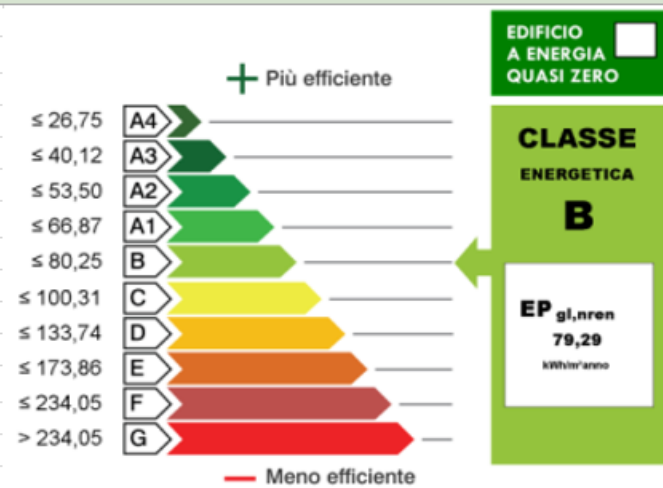 EDIFICIO
A ENERGIA
QUASI ZERO
+ Più efficiente
≤ 26,75 A4
≤ 40,12 A3
≤ 53,50 A2
≤ 66,87 A1
≤ 80,25 B
≤ 100,31 C
≤ 133,74 D
≤ 173,86 E
≤ 234,05 F
> 234,05 G
— Meno efficiente
CLASSE
ENERGETICA
B
EP gl,nren
79,29
kWh/m²anno